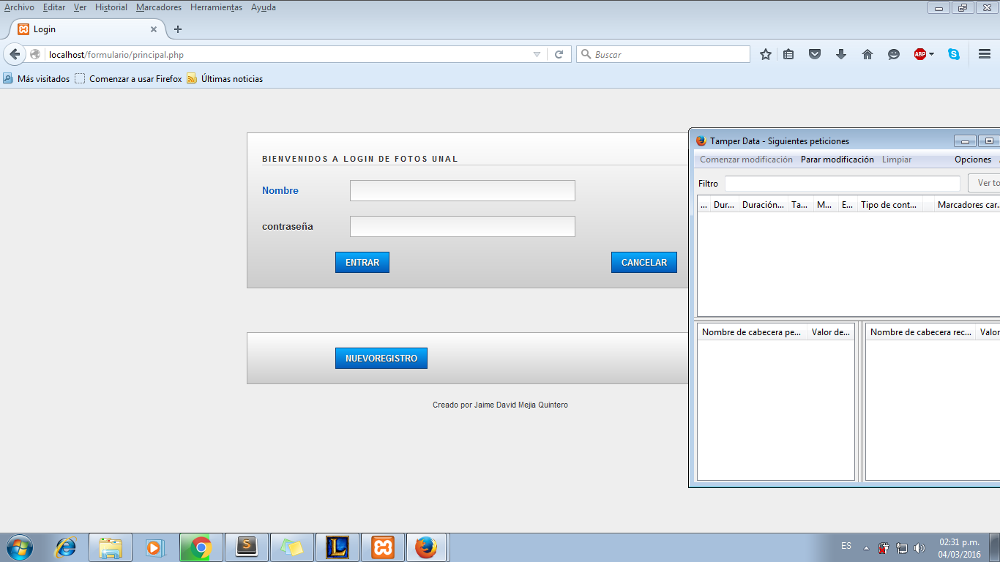 Archivo Editar Ver Historial Marcadores Herramientas Ayuda
Login
localhost/formulario/principal.php
Buscar
ABP
Más visitados Comenzar a usar Firefox Últimas noticias
BIENVENIDOS A LOGIN DE FOTOS UNAL
Nombre
contraseña
ENTRAR CANCELAR
NUEVOREGISTRO
Creado por Jaime David Mejia Quintero
Tamper Data - Siguientes peticiones
Comenzar modificación Parar modificación Limpiar Opciones
Filtro Ver to
... Dur... Duración... Ta... M... E... Tipo de cont... Marcadores car...
Nombre de cabecera pe... Valor de... Nombre de cabecera rec... Valor
ES
02:31 p.m.
04/03/2016